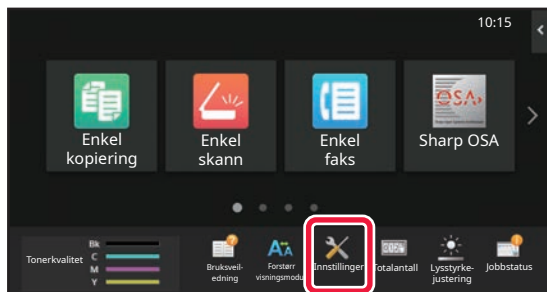 10:15
Enkel
kopiering
Enkel
skann
Enkel
faks
OSA
Sharp OSA
Tonerkvalitet
Bk
C
M
Y
Bruksveil-
edning
Forstørr
visningsmodus
Innstillinger
Totalantall
Lysstyrke-
justering
Jobbstatus